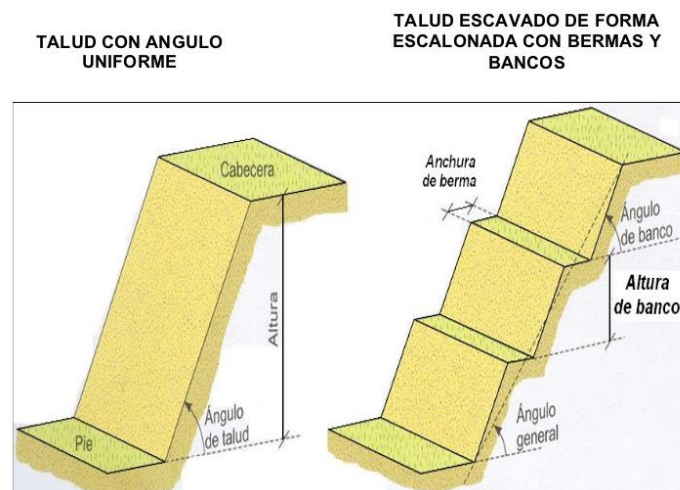 TALUD CON ANGULO
UNIFORME
TALUD ESCAVADO DE FORMA
ESCALONADA CON BERMAS Y
BANCOS
Cabecera
Altura
Ángulo
de talud
Pie
Anchura
de berma
Ángulo
de banco
Altura
de banco
Ángulo
general